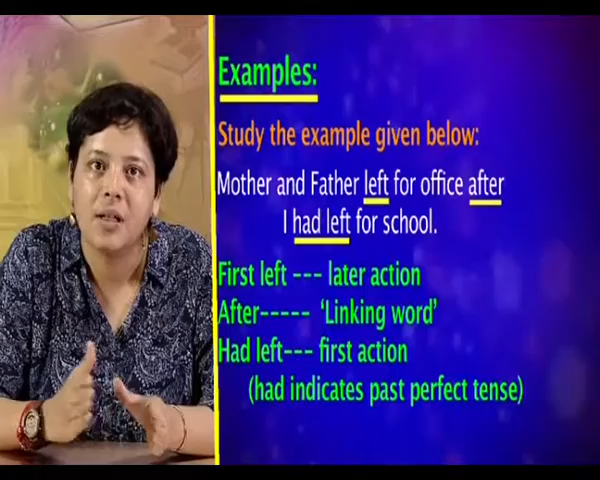 Examples:
Study the example given below:
Mother and Father left for office after
I had left for school.
First left --- later action
After----- 'Linking word'
Had left--- first action
(had indicates past perfect tense)